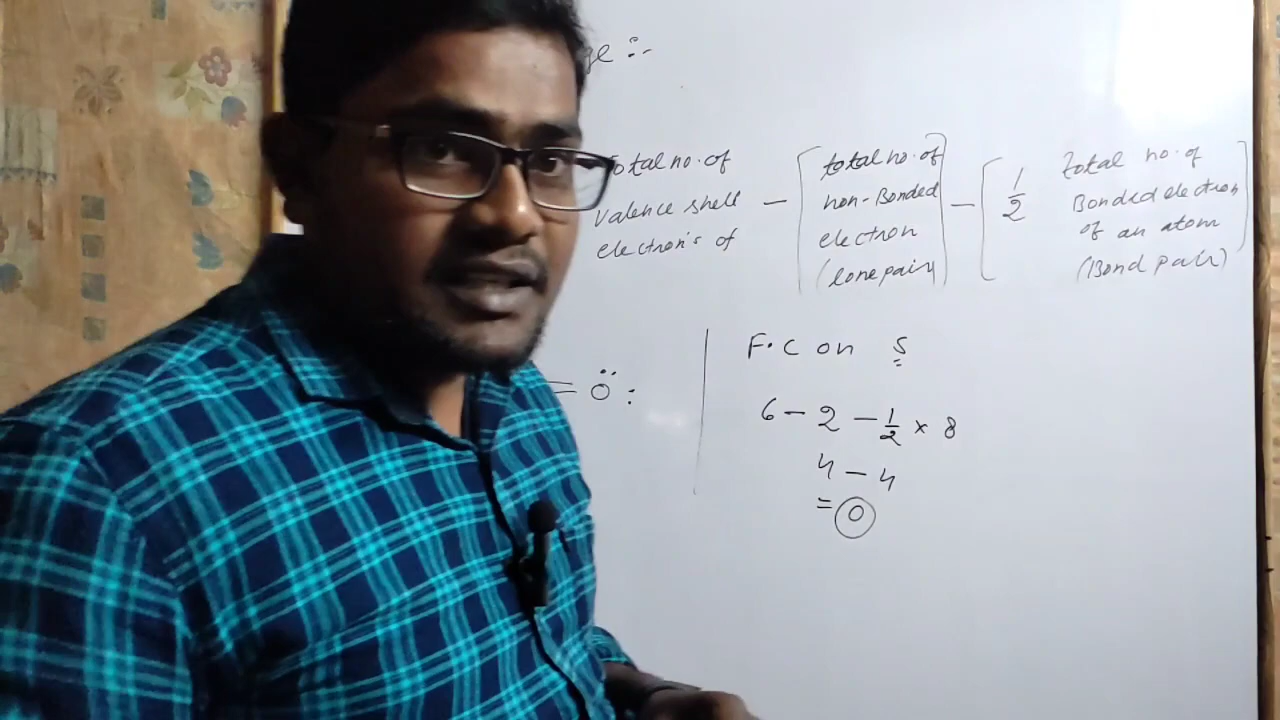 ge :-
total no. of
valence shell
electron's of
-
total no. of
non-Bonded
electron
(lone pair)
-
1/2
total no. of
Bonded electron
of an atom
(Bond pair)
= Ö :
F.C on S
6 - 2 - 1/2 × 8
4 - 4
= 0